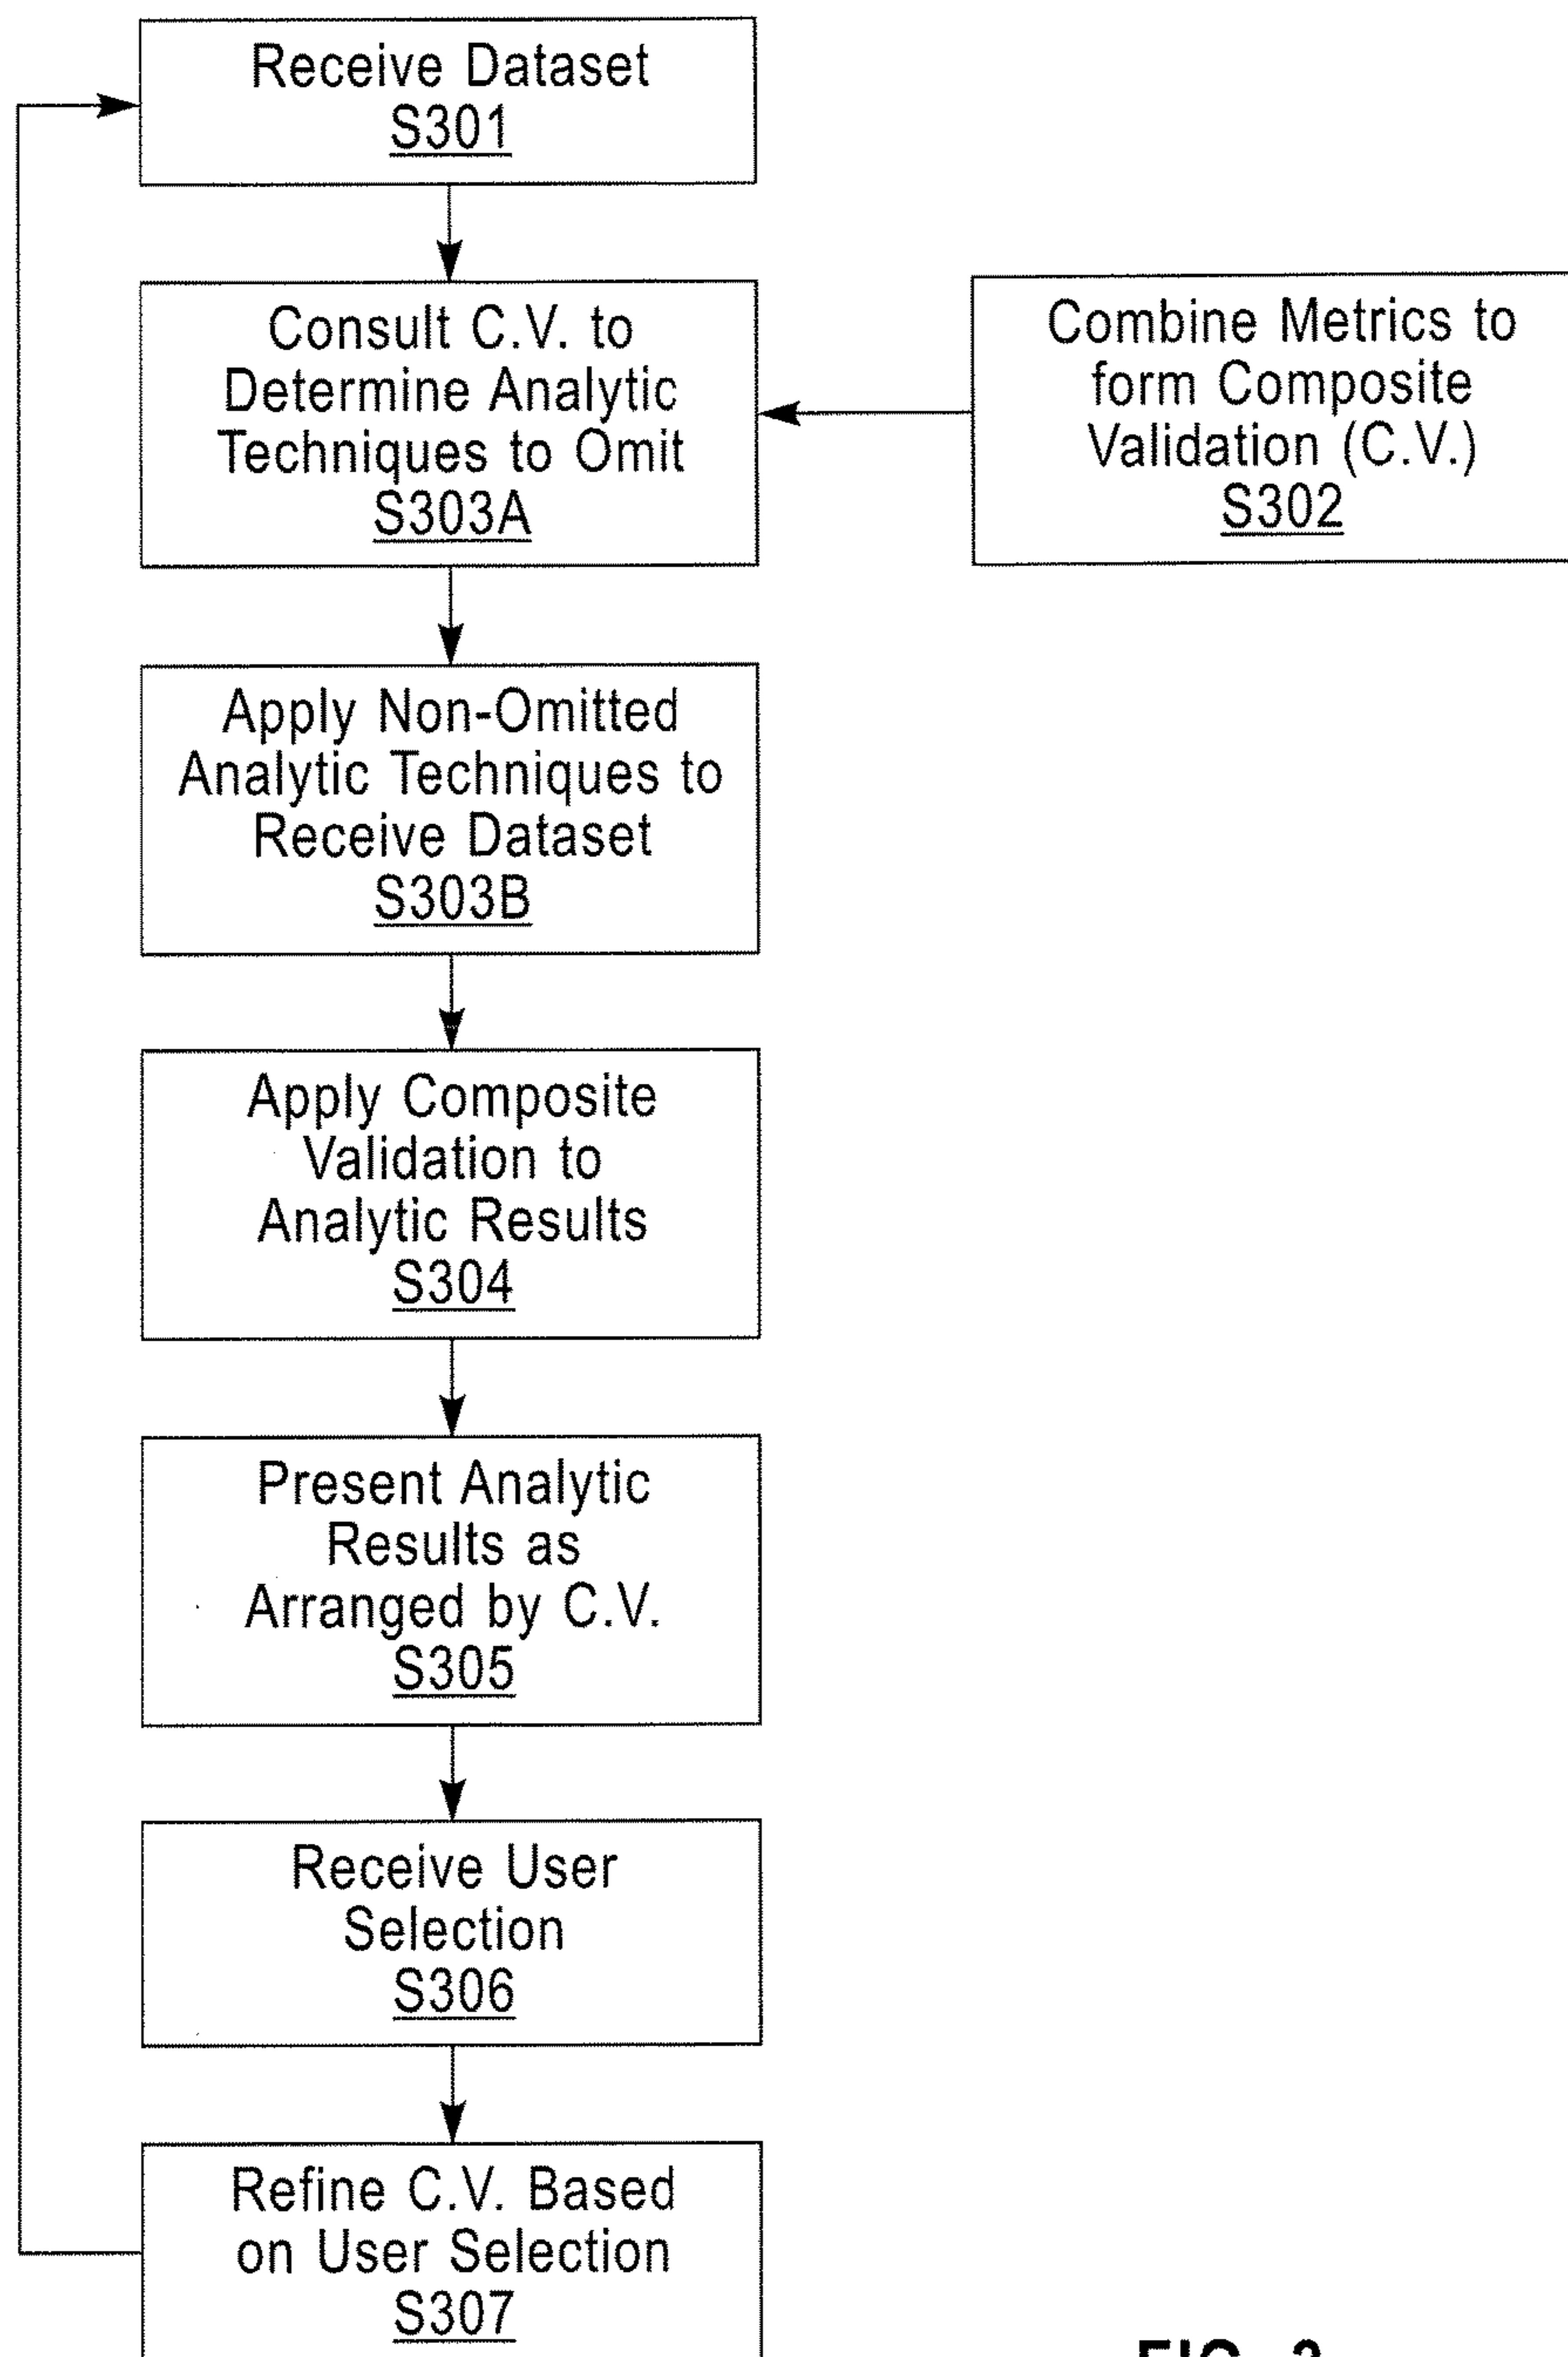 Receive Dataset
S301
Consult C.V. to
Determine Analytic
Techniques to Omit
S303A
Combine Metrics to
form Composite
Validation (C.V.)
S302
Apply Non-Omitted
Analytic Techniques to
Receive Dataset
S303B
Apply Composite
Validation to
Analytic Results
S304
Present Analytic
Results as
Arranged by C.V.
S305
Receive User
Selection
S306
Refine C.V. Based
on User Selection
S307
FIG. 3